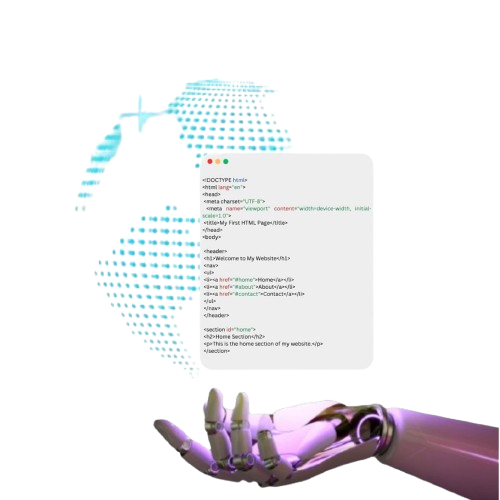 <!DOCTYPE html>
<html lang="en">
<head>
<meta charset="UTF-8">
<meta name="viewport" content="width=device-width, initial-
scale=1.0">
<title>My First HTML Page</title>
</head>
<body>
<header>
<h1>Welcome to My Website</h1>
<nav>
<ul>
<li><a href="#home">Home</a></li>
<li><a href="#about">About</a></li>
<li><a href="#contact">Contact</a></li>
</ul>
</nav>
</header>
<section id="home">
<h2>Home Section</h2>
<p>This is the home section of my website.</p>
</section>